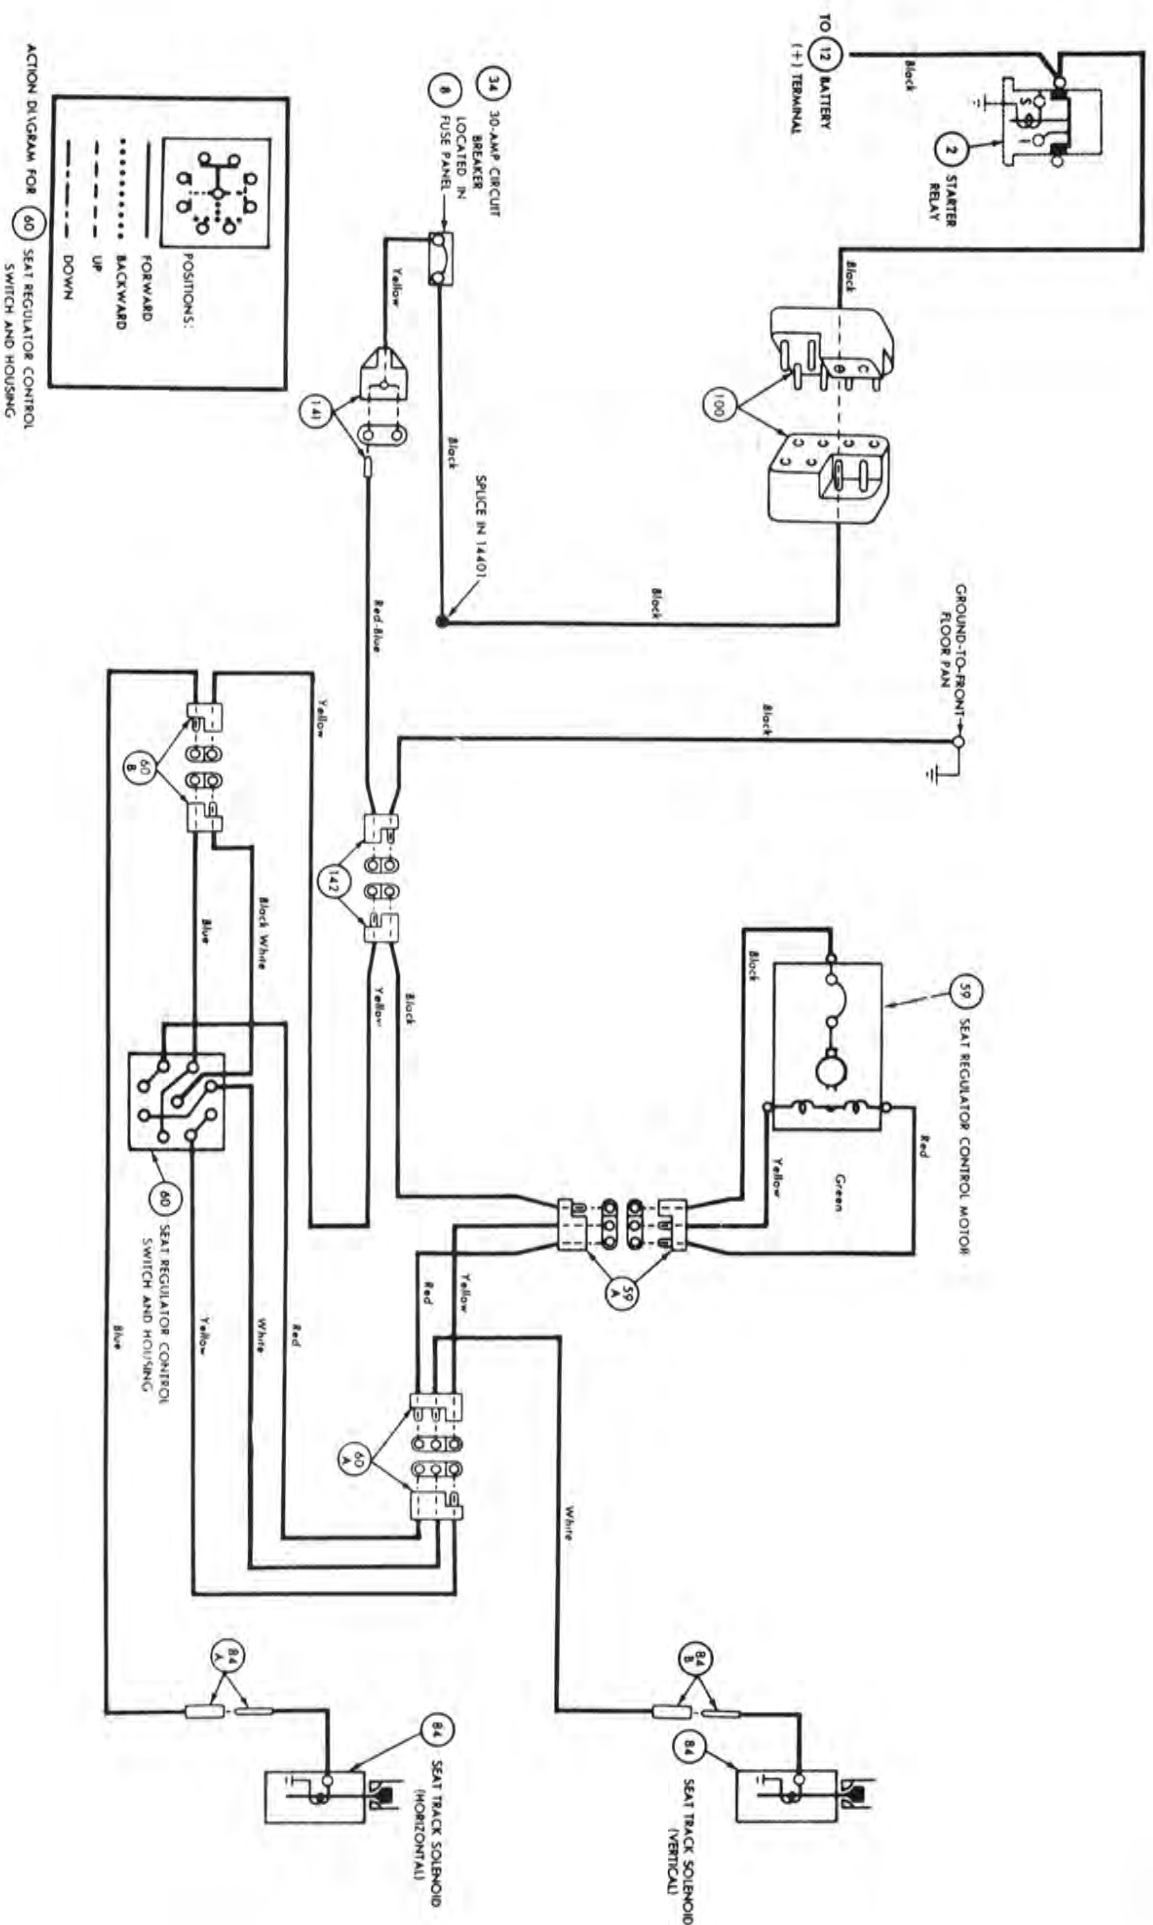 TO 12 BATTERY
(+) TERMINAL
Black
S
I
2 STARTER
RELAY
Black
B
C
C
C
C
C
C
C
C
C
100
34 30-AMP CIRCUIT
BREAKER
8 LOCATED IN
FUSE PANEL
Yellow
141
Black
SPLICE IN 14401
Black
GROUND-TO-FRONT
FLOOR PAN
Black
Red-Blue
142
Yellow
Black
Yellow
60
B
Black White
Blue
59 SEAT REGULATOR CONTROL MOTOR
Black
Yellow
Green
Red
59
A
60 SEAT REGULATOR CONTROL
SWITCH AND HOUSING
Yellow
Red
60
A
Red
White
Yellow
Blue
White
84
B
84 SEAT TRACK SOLENOID
(VERTICAL)
84
A
84 SEAT TRACK SOLENOID
(HORIZONTAL)
POSITIONS:
FORWARD
BACKWARD
UP
DOWN
ACTION DIAGRAM FOR 60 SEAT REGULATOR CONTROL
SWITCH AND HOUSING